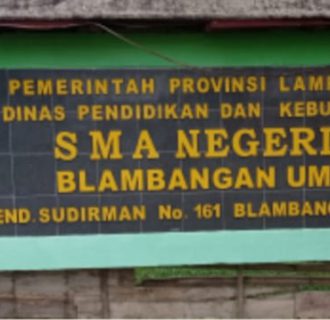 PEMERINTAH PROVINSI LAM
DINAS PENDIDIKAN DAN KEBU
SMA NEGERI
BLAMBANGAN UM
END. SUDIRMAN No. 161 BLAMBANG